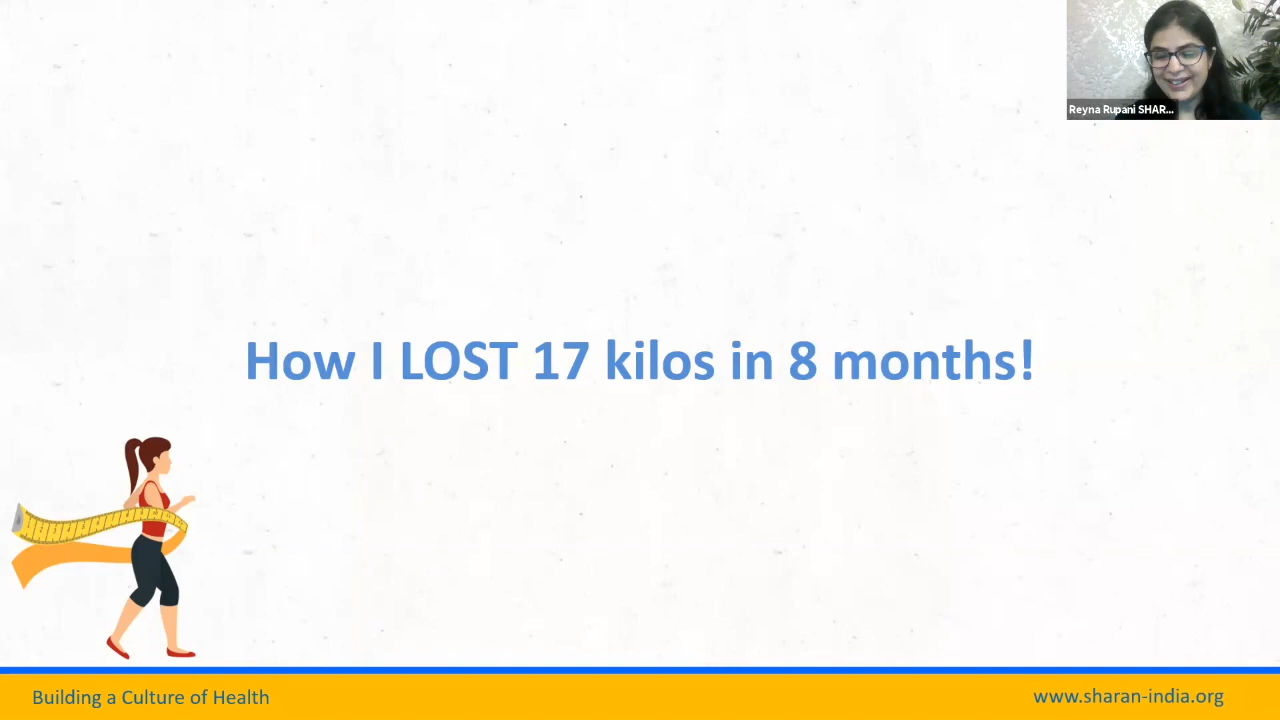 Reyna Rupani SHAR...
How I LOST 17 kilos in 8 months!
Building a Culture of Health
www.sharan-india.org